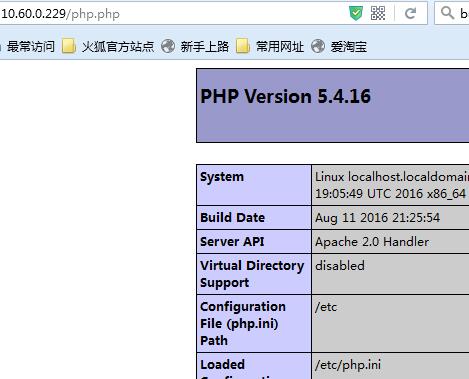 10.60.0.229/php.php
最常访问 火狐官方站点 新手上路 常用网址 爱淘宝
PHP Version 5.4.16
System Linux localhost.localdomain
19:05:49 UTC 2016 x86_64
Build Date Aug 11 2016 21:25:54
Server API Apache 2.0 Handler
Virtual Directory disabled
Support
Configuration /etc
File (php.ini)
Path
Loaded /etc/php.ini